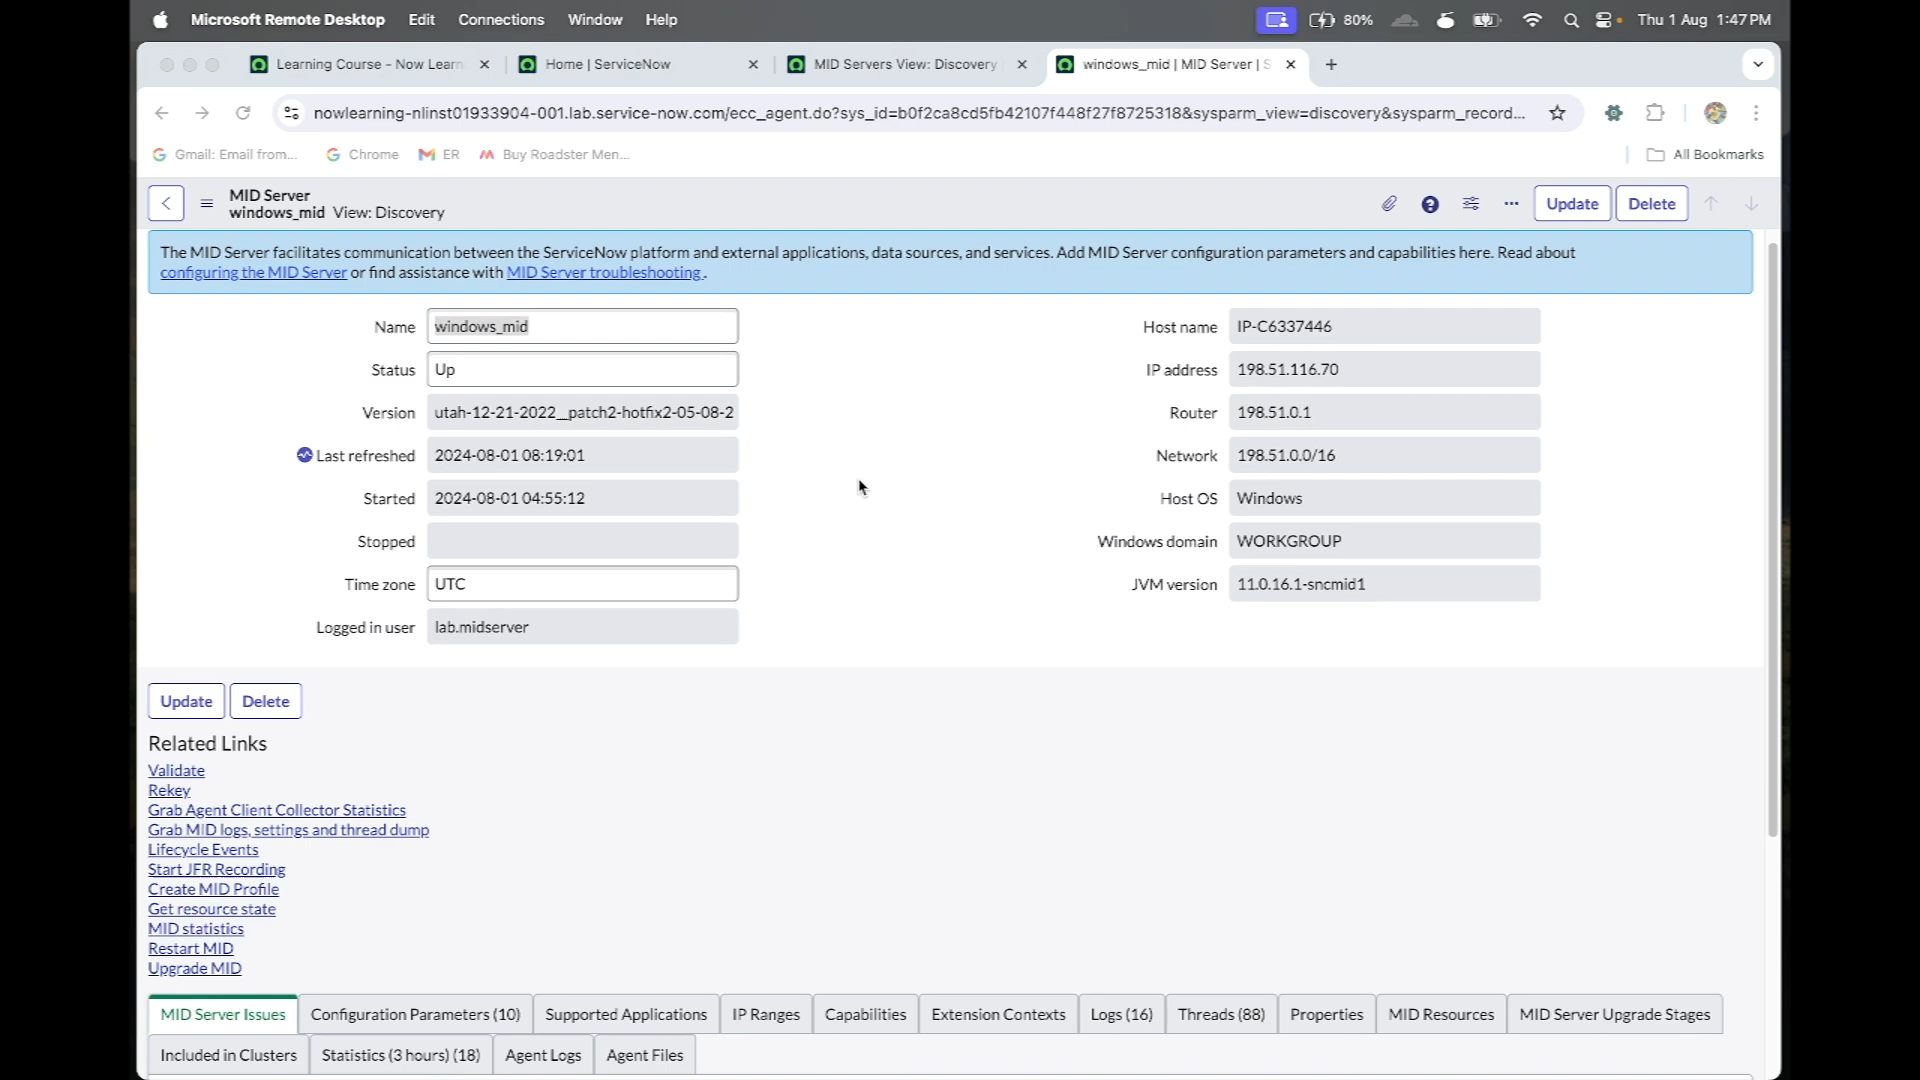 Microsoft Remote Desktop Edit Connections Window Help 80% Thu 1 Aug 1:47 PM
Learning Course - Now Learn Home | ServiceNow MID Servers View: Discovery windows_mid | MID Server | S
nowlearning-nlinst01933904-001.lab.service-now.com/ecc_agent.do?sys_id=b0f2ca8cd5fb42107f448f27f8725318&sysparm_view=discovery&sysparm_record...
Gmail: Email from... Chrome ER Buy Roadster Men... All Bookmarks
MID Server
windows_mid View: Discovery
Update Delete
The MID Server facilitates communication between the ServiceNow platform and external applications, data sources, and services. Add MID Server configuration parameters and capabilities here. Read about
configuring the MID Server or find assistance with MID Server troubleshooting .
Name windows_mid Host name IP-C6337446
Status Up IP address 198.51.116.70
Version utah-12-21-2022__patch2-hotfix2-05-08-2 Router 198.51.0.1
Last refreshed 2024-08-01 08:19:01 Network 198.51.0.0/16
Started 2024-08-01 04:55:12 Host OS Windows
Stopped Windows domain WORKGROUP
Time zone UTC JVM version 11.0.16.1-sncmid1
Logged in user lab.midserver
Update Delete
Related Links
Validate
Rekey
Grab Agent Client Collector Statistics
Grab MID logs, settings and thread dump
Lifecycle Events
Start JFR Recording
Create MID Profile
Get resource state
MID statistics
Restart MID
Upgrade MID
MID Server Issues Configuration Parameters (10) Supported Applications IP Ranges Capabilities Extension Contexts Logs (16) Threads (88) Properties MID Resources MID Server Upgrade Stages
Included in Clusters Statistics (3 hours) (18) Agent Logs Agent Files